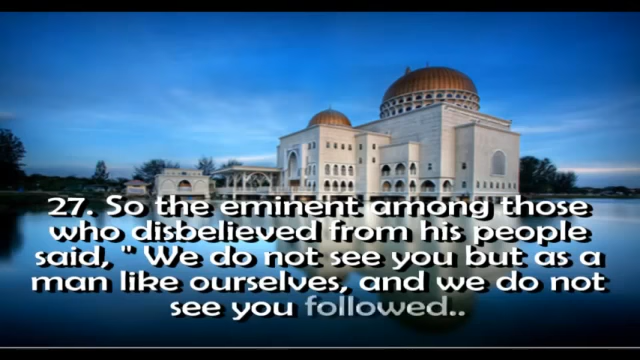 27. So the eminent among those
who disbelieved from his people
said, " We do not see you but as a
man like ourselves, and we do not
see you followed..